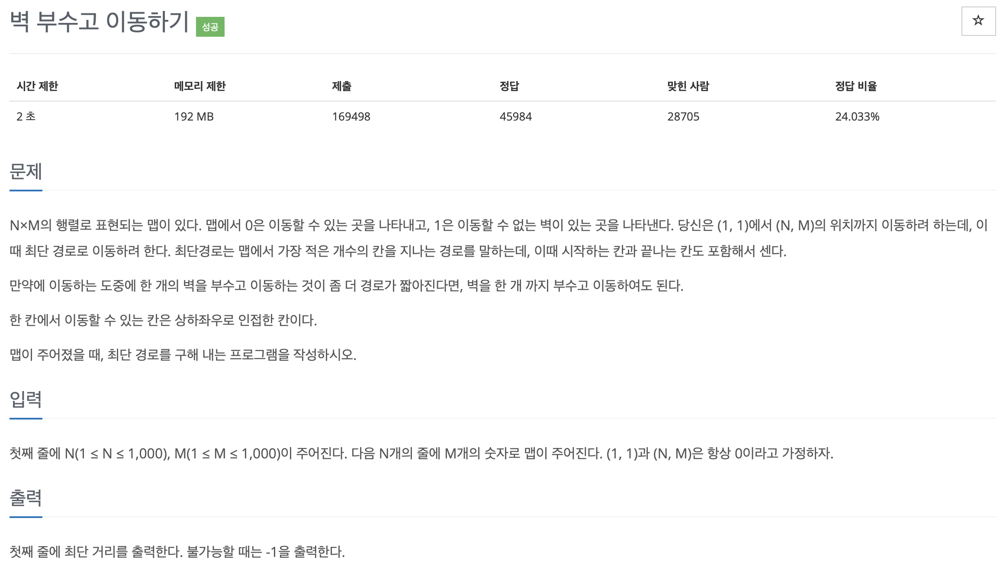 벽 부수고 이동하기 성공
☆
시간 제한 메모리 제한 제출 정답 맞힌 사람 정답 비율
2 초 192 MB 169498 45984 28705 24.033%
문제
N×M의 행렬로 표현되는 맵이 있다. 맵에서 0은 이동할 수 있는 곳을 나타내고, 1은 이동할 수 없는 벽이 있는 곳을 나타낸다. 당신은 (1, 1)에서 (N, M)의 위치까지 이동하려 하는데, 이
때 최단 경로로 이동하려 한다. 최단경로는 맵에서 가장 적은 개수의 칸을 지나는 경로를 말하는데, 이때 시작하는 칸과 끝나는 칸도 포함해서 센다.
만약에 이동하는 도중에 한 개의 벽을 부수고 이동하는 것이 좀 더 경로가 짧아진다면, 벽을 한 개 까지 부수고 이동하여도 된다.
한 칸에서 이동할 수 있는 칸은 상하좌우로 인접한 칸이다.
맵이 주어졌을 때, 최단 경로를 구해 내는 프로그램을 작성하시오.
입력
첫째 줄에 N(1 ≤ N ≤ 1,000), M(1 ≤ M ≤ 1,000)이 주어진다. 다음 N개의 줄에 M개의 숫자로 맵이 주어진다. (1, 1)과 (N, M)은 항상 0이라고 가정하자.
출력
첫째 줄에 최단 거리를 출력한다. 불가능할 때는 -1을 출력한다.